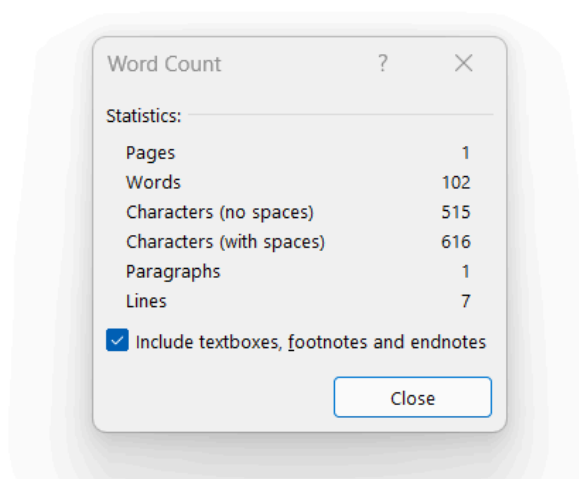 Word Count ?
Statistics:
Pages 1
Words 102
Characters (no spaces) 515
Characters (with spaces) 616
Paragraphs 1
Lines 7
Include textboxes, footnotes and endnotes
Close